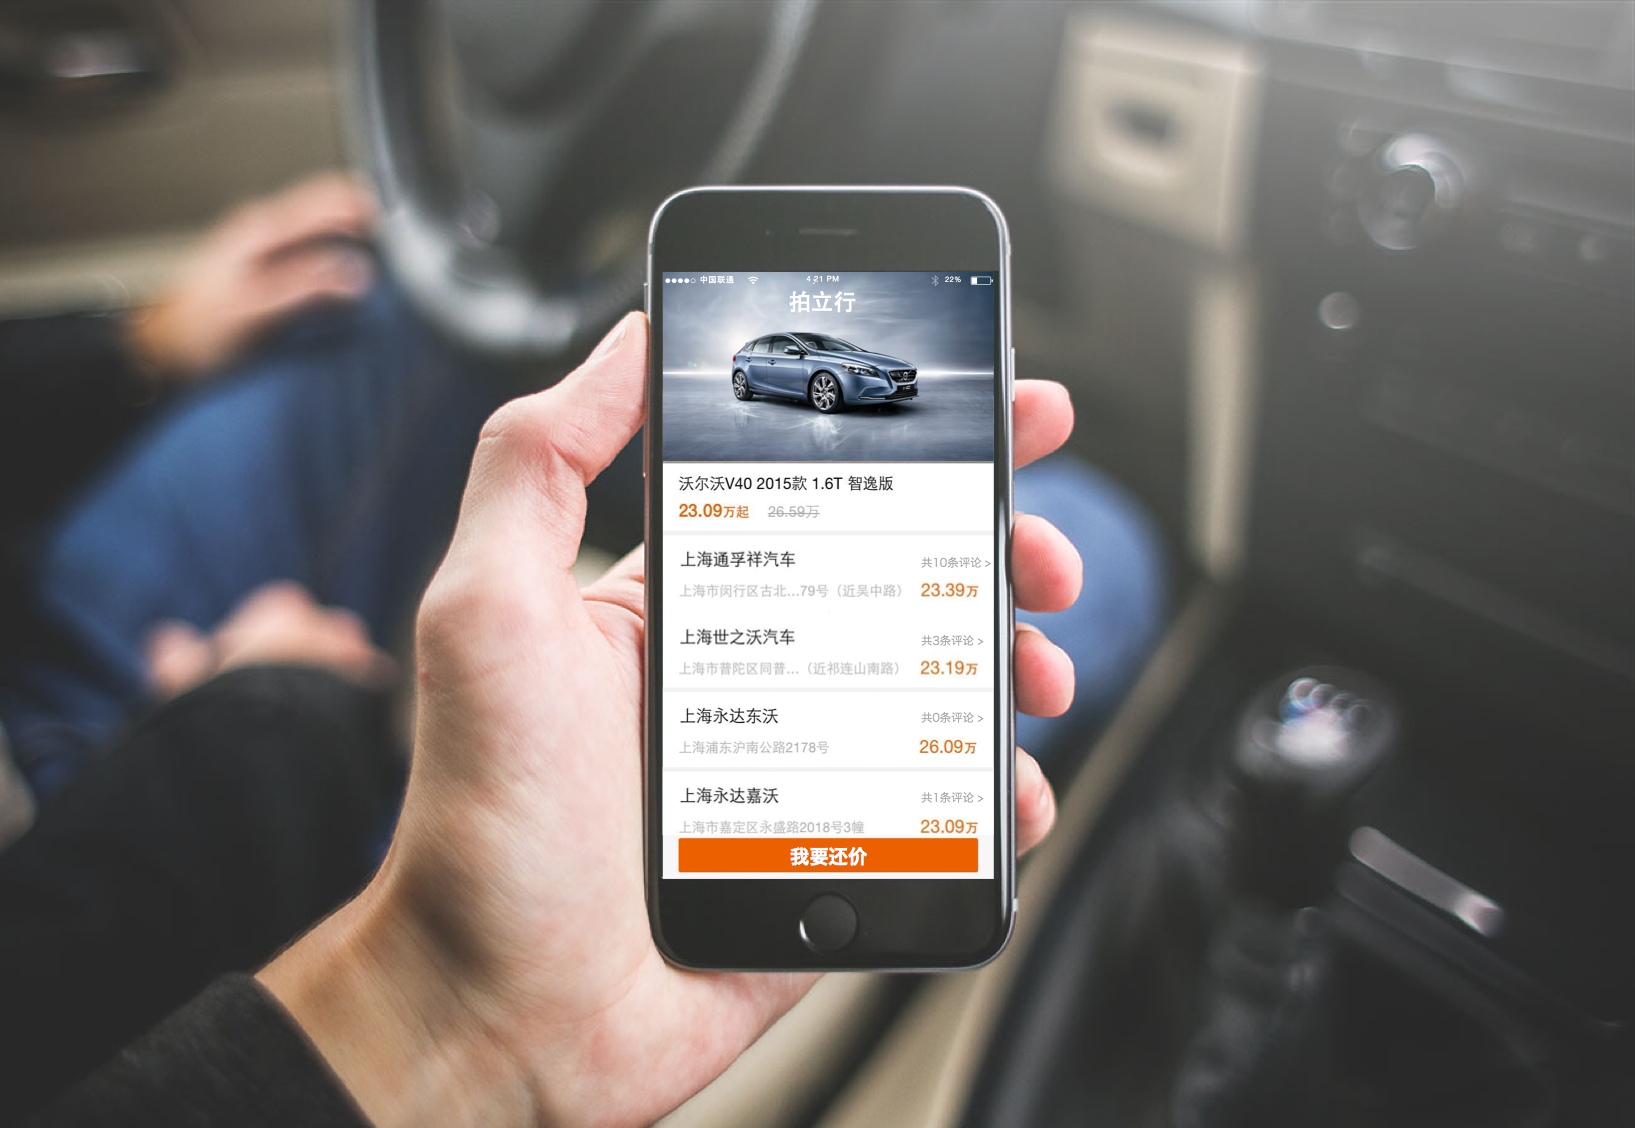 中国联通 4:21 PM 22%
拍立行
沃尔沃V40 2015款 1.6T 智逸版
23.09万起 26.59万
上海通孚祥汽车 共10条评论 >
上海市闵行区古北...79号（近吴中路） 23.39万
上海世之沃汽车 共3条评论 >
上海市普陀区同普...（近祁连山南路） 23.19万
上海永达东沃 共0条评论 >
上海浦东沪南公路2178号 26.09万
上海永达嘉沃 共1条评论 >
上海市嘉定区永盛路2018号3幢 23.09万
我要还价